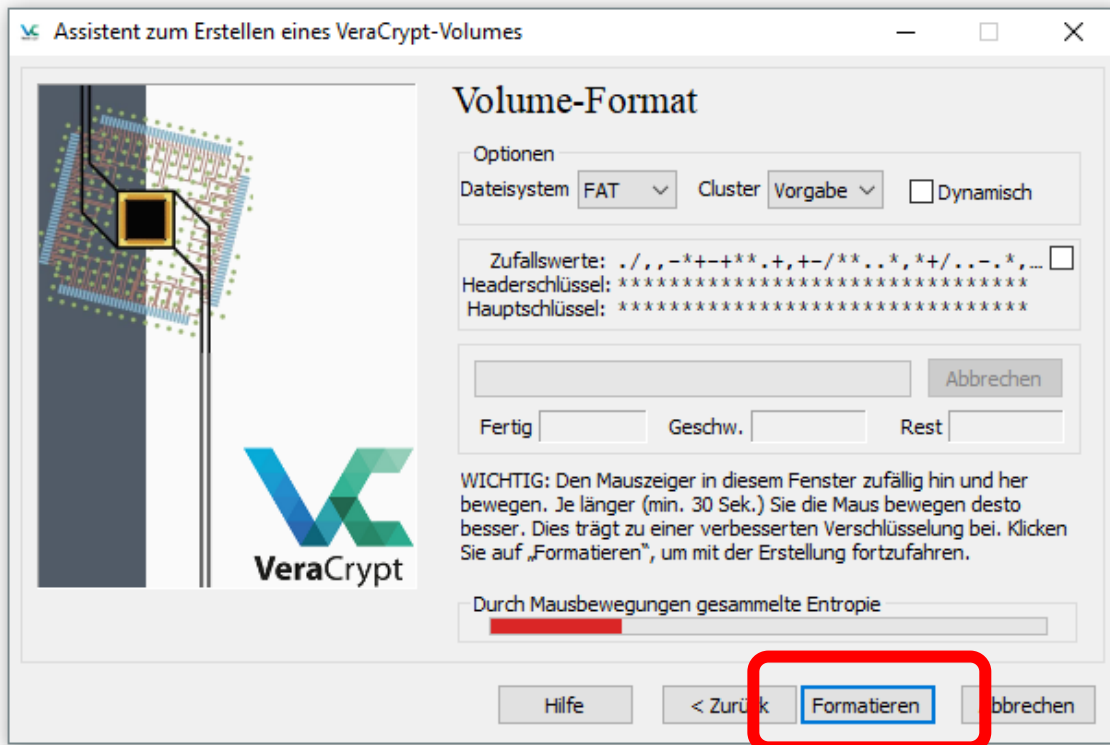 Assistent zum Erstellen eines VeraCrypt-Volumes
Volume-Format
Optionen
Dateisystem FAT Cluster Vorgabe Dynamisch
Zufallswerte: ./,,-*+-+**.+,+-/**..*,*+/..-.*,...
Headerschlüssel: ********************************
Hauptschlüssel: ********************************
Abbrechen
Fertig Geschw. Rest
WICHTIG: Den Mauszeiger in diesem Fenster zufällig hin und her
bewegen. Je länger (min. 30 Sek.) Sie die Maus bewegen desto
besser. Dies trägt zu einer verbesserten Verschlüsselung bei. Klicken
Sie auf „Formatieren“, um mit der Erstellung fortzufahren.
VeraCrypt
Durch Mausbewegungen gesammelte Entropie
Hilfe < Zurück Formatieren Abbrechen